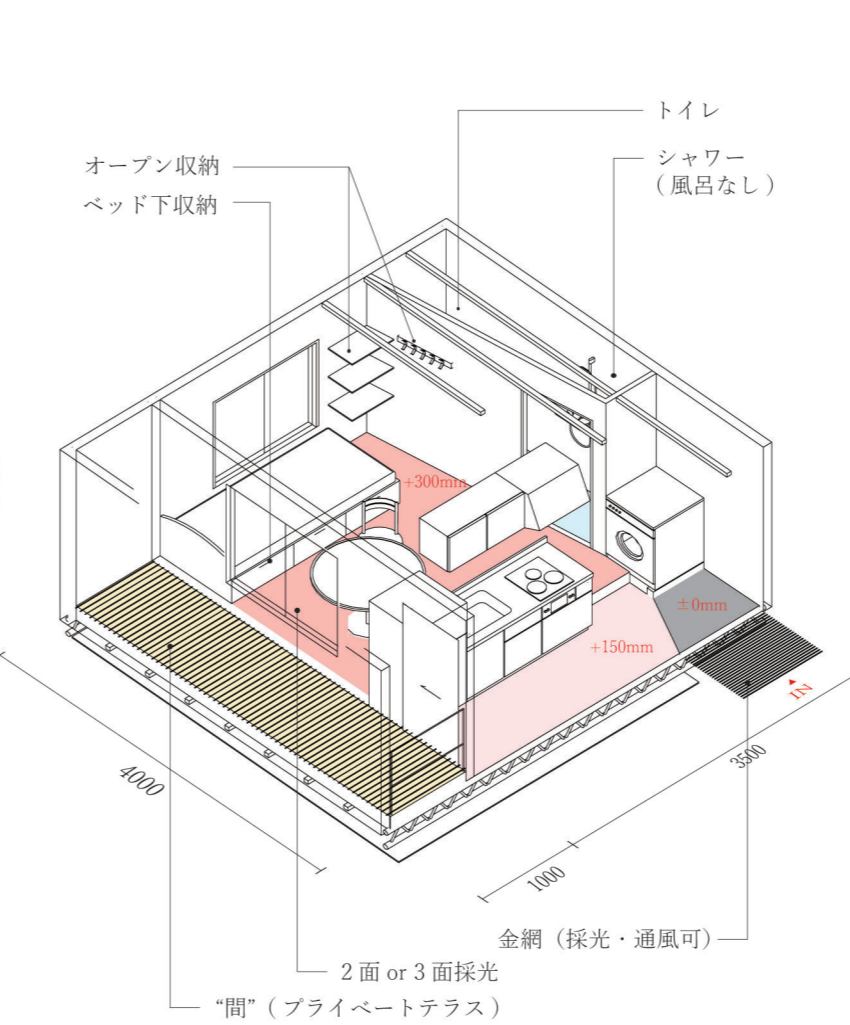 トイレ
オープン収納
シャワー
(風呂なし)
ベッド下収納
+300mm
±0mm
+150mm
IN
3500
4000
1000
金網（採光・通風可）
2面 or 3面採光
“間”（プライベートテラス）